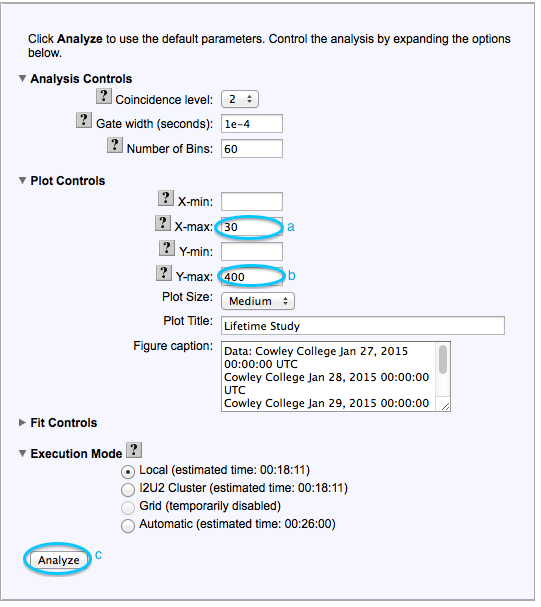 Click Analyze to use the default parameters. Control the analysis by expanding the options
below.
▼ Analysis Controls
? Coincidence level: 2
? Gate width (seconds): 1e-4
? Number of Bins: 60
▼ Plot Controls
? X-min:
? X-max: 30 a
? Y-min:
? Y-max: 400 b
Plot Size: Medium
Plot Title: Lifetime Study
Figure caption: Data: Cowley College Jan 27, 2015
00:00:00 UTC
Cowley College Jan 28, 2015 00:00:00
UTC
Cowley College Jan 29, 2015 00:00:00
▶ Fit Controls
▼ Execution Mode ?
Local (estimated time: 00:18:11)
I2U2 Cluster (estimated time: 00:18:11)
Grid (temporarily disabled)
Automatic (estimated time: 00:26:00)
Analyze c